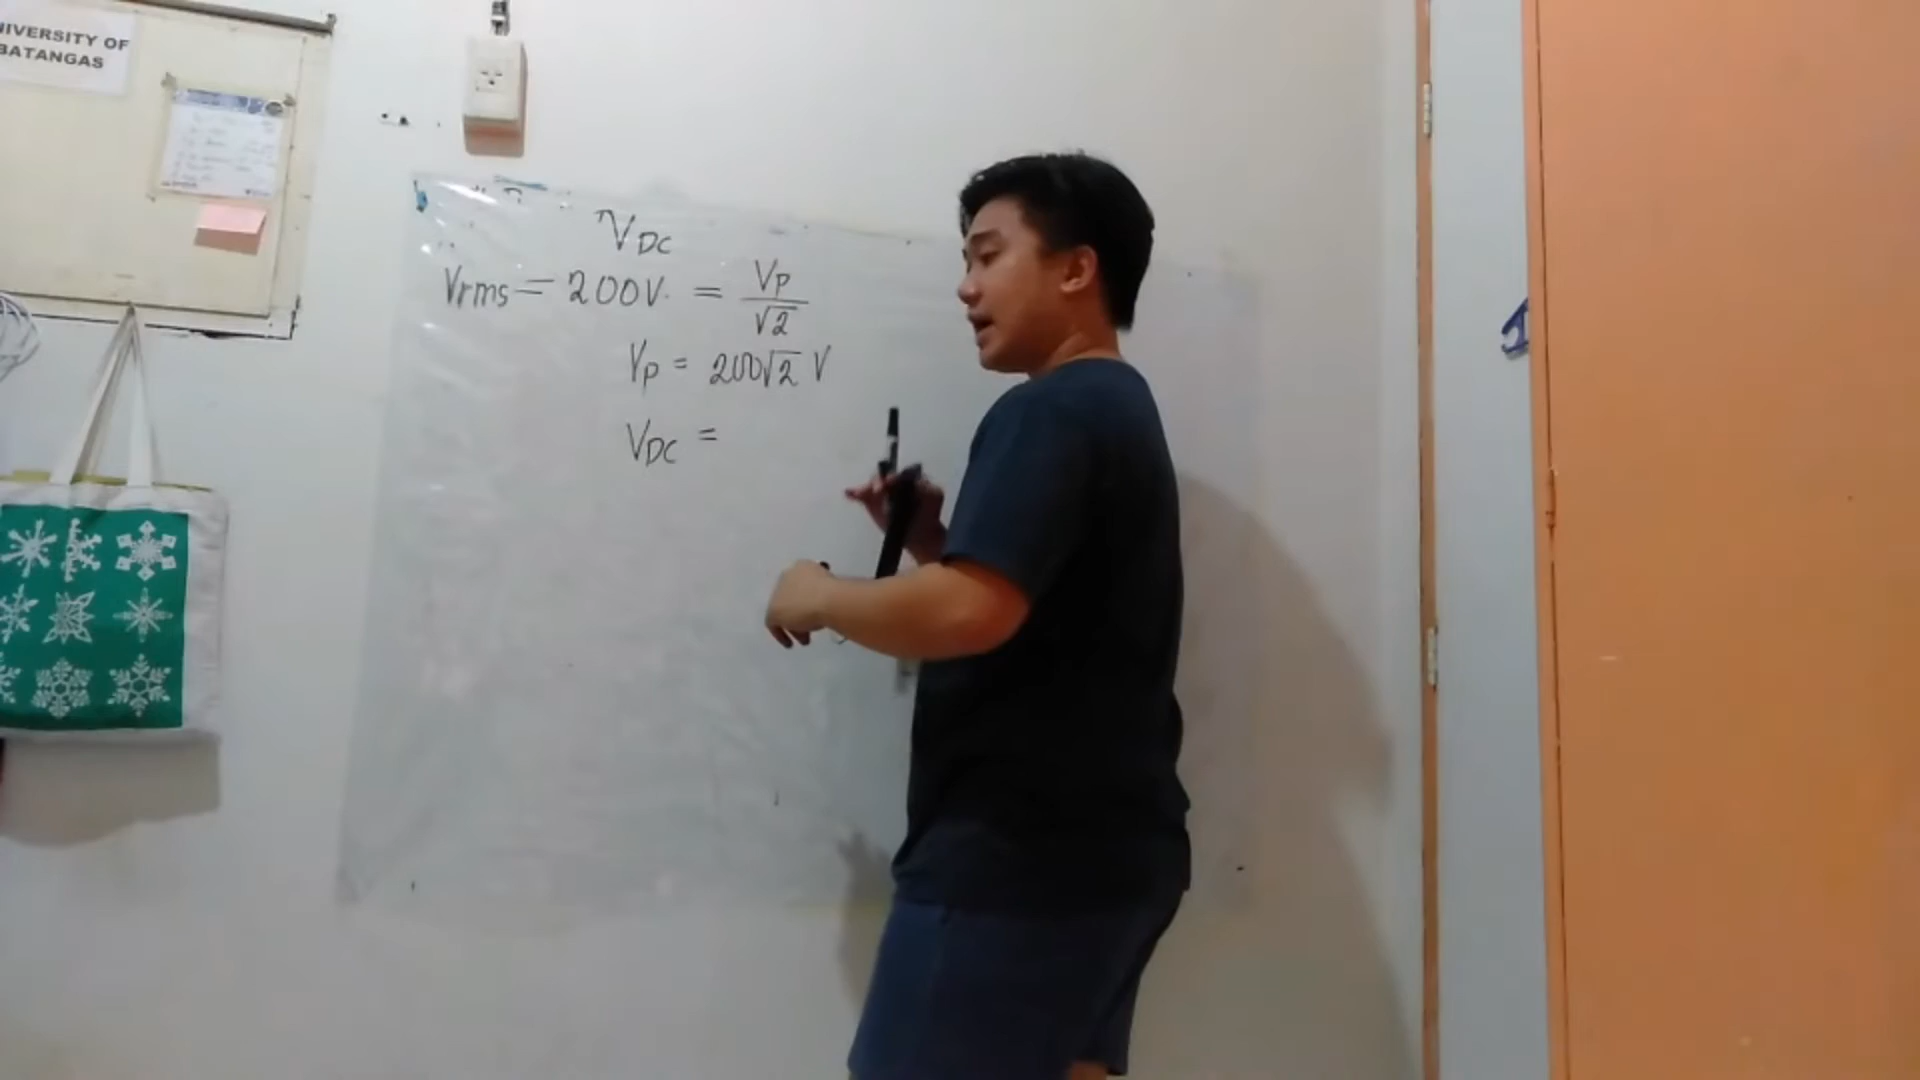 NIVERSITY OF
BATANGAS
VDC
Vrms = 200V. = Vp/√2
Vp = 200√2 V
VDC =